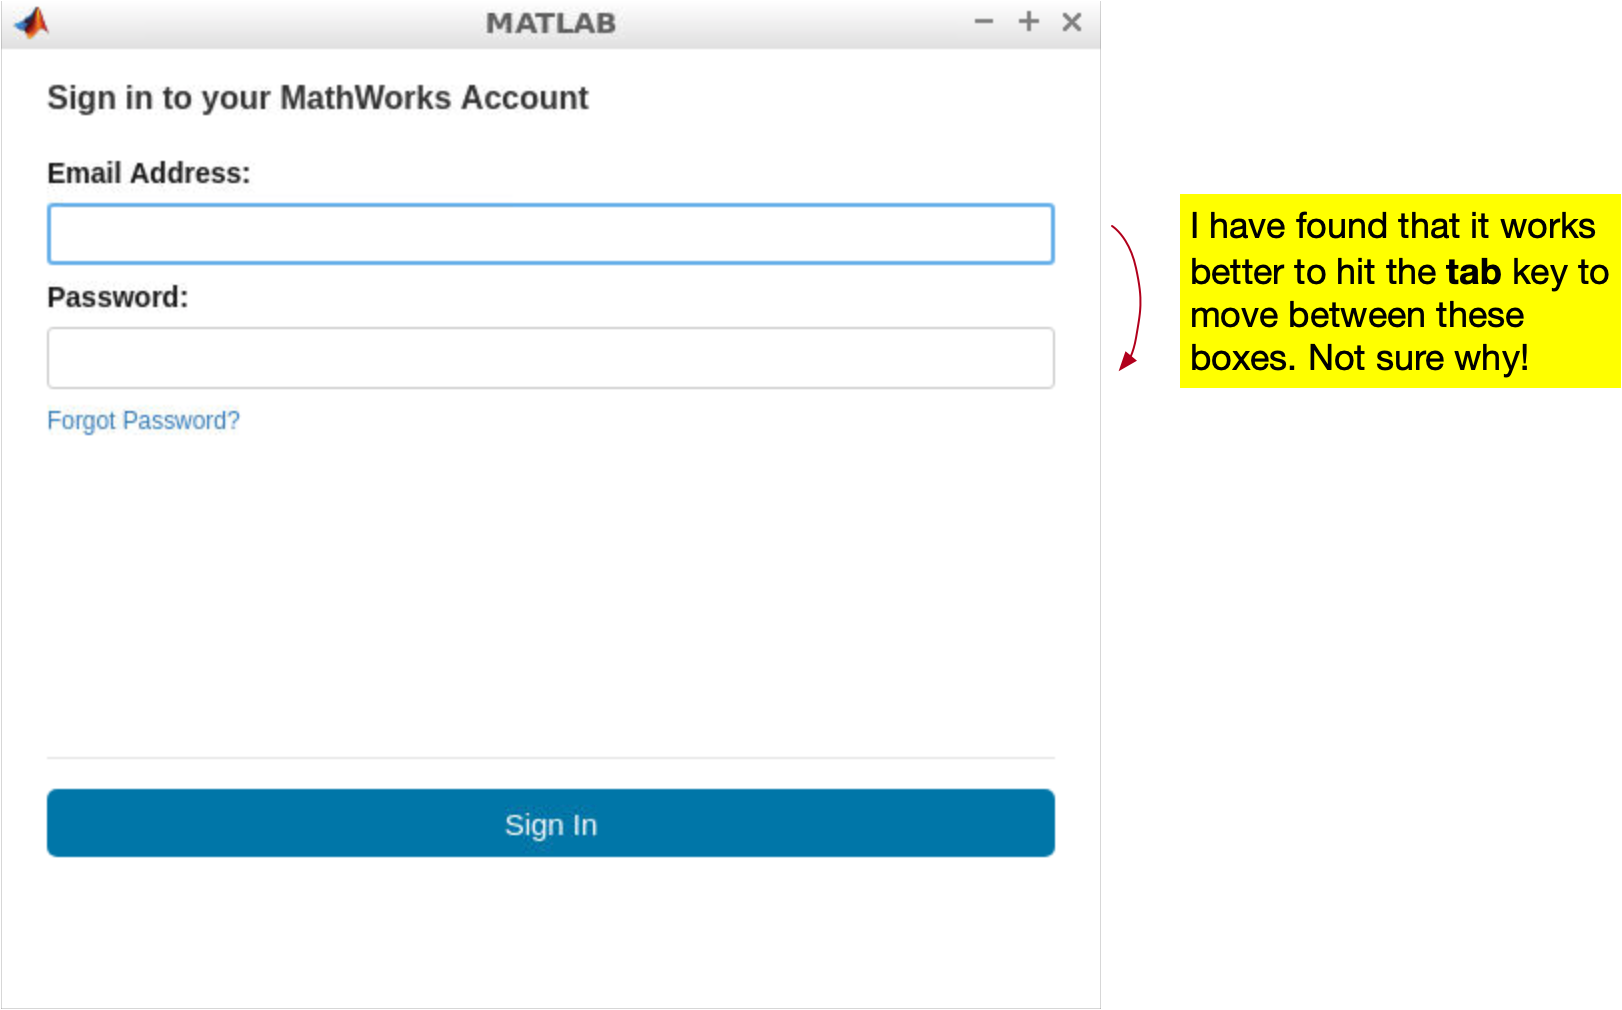 MATLAB
Sign in to your MathWorks Account
Email Address:
Password:
Forgot Password?
Sign In
I have found that it works
better to hit the tab key to
move between these
boxes. Not sure why!